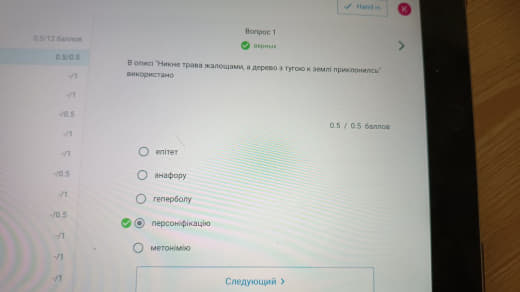 Hand in
К
0.5/12 баллов
0.5/0.5
-/1
-/1
-/0.5
-/1
-/1
-/0.5
-/1
-/0.5
-/1
-/1
-/1
Вопрос 1
верных
В описі "Никне трава жалощами, а дерево з тугою к землі приклонилсь"
використано
0.5 / 0.5 баллов
епітет
анафору
гіперболу
персоніфікацію
метонімію
Следующий